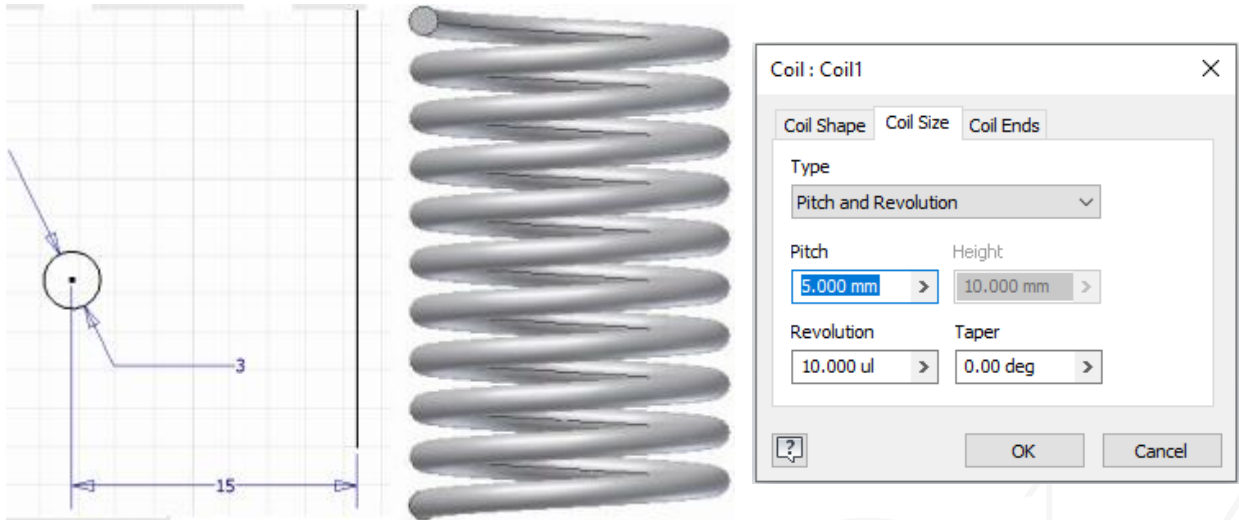 3
15
Coil : Coil1
Coil Shape Coil Size Coil Ends
Type
Pitch and Revolution
Pitch Height
5.000 mm > 10.000 mm >
Revolution Taper
10.000 ul > 0.00 deg >
? OK Cancel